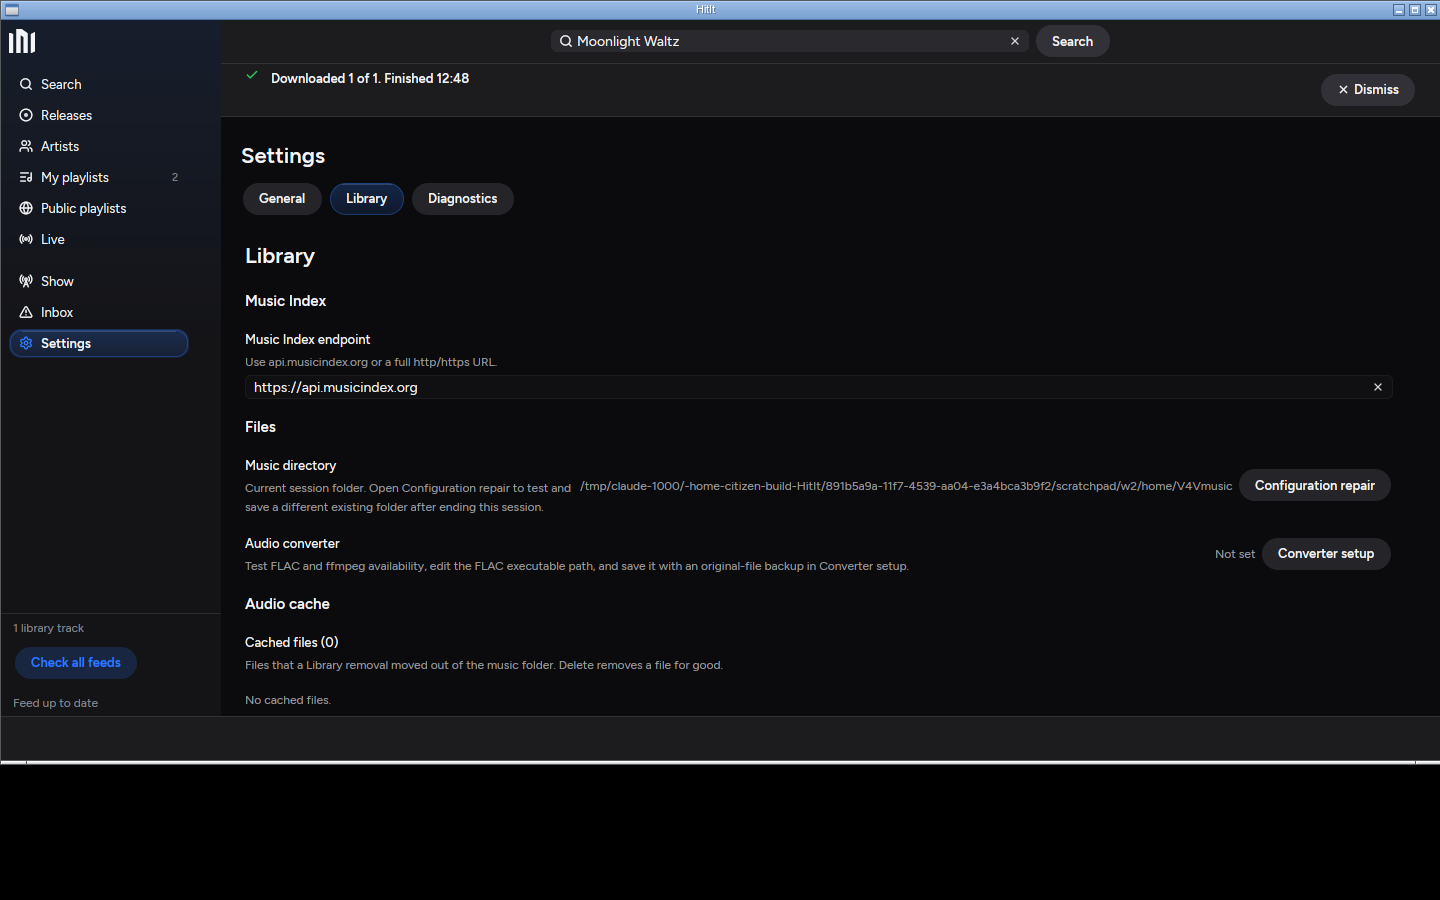 HitIt
Moonlight Waltz
Search
Search
Releases
Artists
My playlists 2
Public playlists
Live
Show
Inbox
Settings
1 library track
Check all feeds
Feed up to date
Downloaded 1 of 1. Finished 12:48
Dismiss
Settings
General Library Diagnostics
Library
Music Index
Music Index endpoint
Use api.musicindex.org or a full http/https URL.
https://api.musicindex.org
Files
Music directory
Current session folder. Open Configuration repair to test and
save a different existing folder after ending this session.
/tmp/claude-1000/-home-citizen-build-HitIt/891b5a9a-11f7-4539-aa04-e3a4bca3b9f2/scratchpad/w2/home/V4Vmusic
Configuration repair
Audio converter
Test FLAC and ffmpeg availability, edit the FLAC executable path, and save it with an original-file backup in Converter setup.
Not set
Converter setup
Audio cache
Cached files (0)
Files that a Library removal moved out of the music folder. Delete removes a file for good.
No cached files.